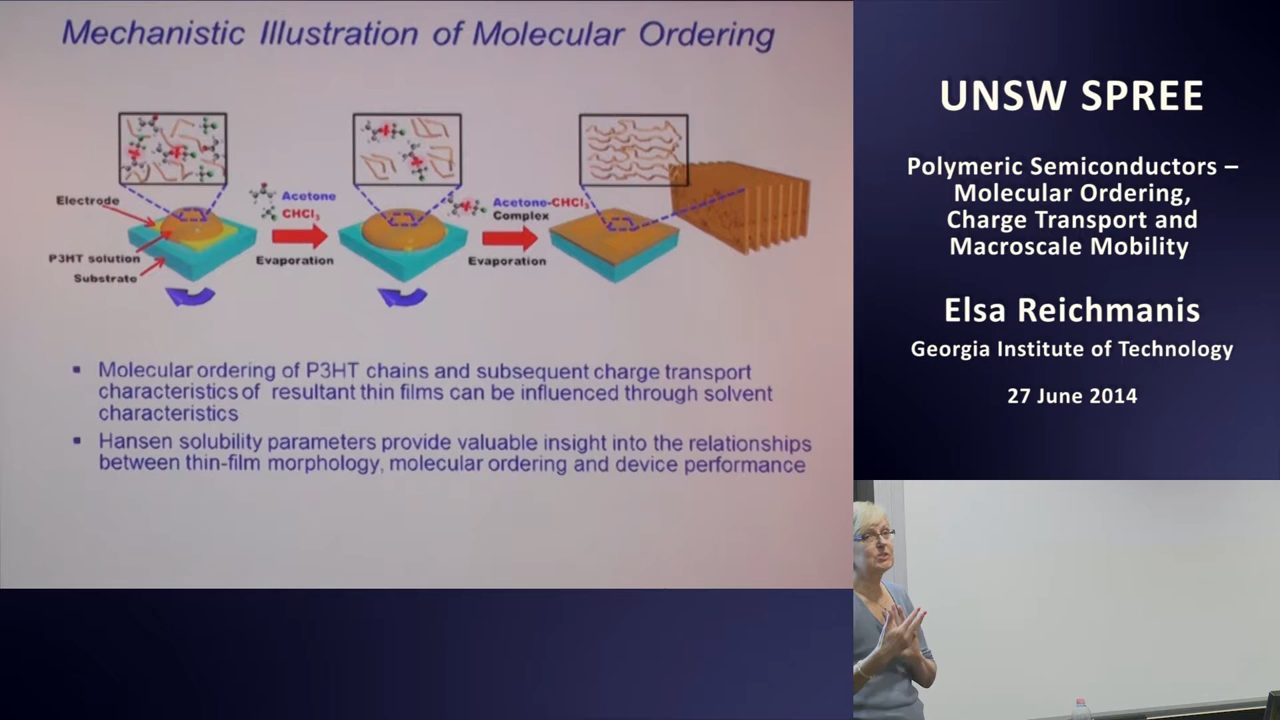 Mechanistic Illustration of Molecular Ordering
Electrode
P3HT solution
Substrate
Acetone
CHCl3
Evaporation
Acetone-CHCl3
Complex
Evaporation
▪ Molecular ordering of P3HT chains and subsequent charge transport
characteristics of resultant thin films can be influenced through solvent
characteristics
▪ Hansen solubility parameters provide valuable insight into the relationships
between thin-film morphology, molecular ordering and device performance
UNSW SPREE
Polymeric Semiconductors –
Molecular Ordering,
Charge Transport and
Macroscale Mobility
Elsa Reichmanis
Georgia Institute of Technology
27 June 2014